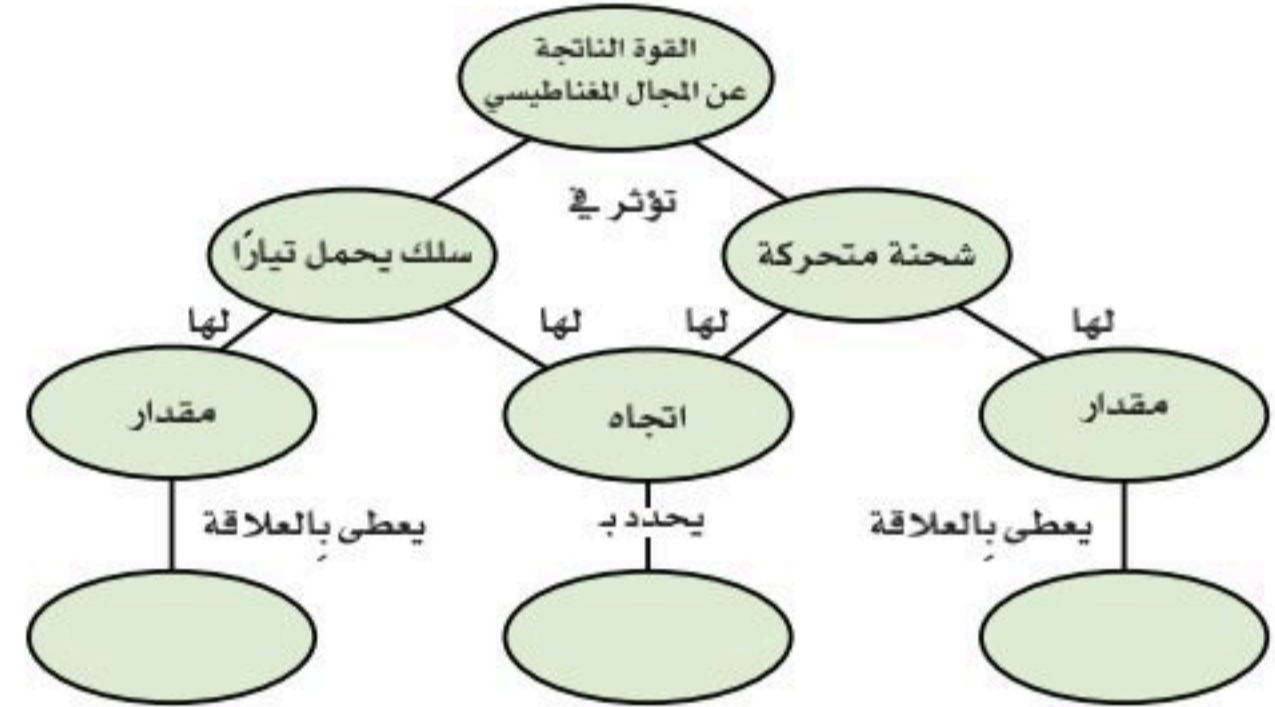 القوة الناتجة
عن المجال المغناطيسي
تؤثر في
شحنة متحركة
سلك يحمل تيارًا
لها
لها
لها
لها
مقدار
اتجاه
مقدار
يعطى بِالعلاقة
يحدد بـ
يعطى بِالعلاقة